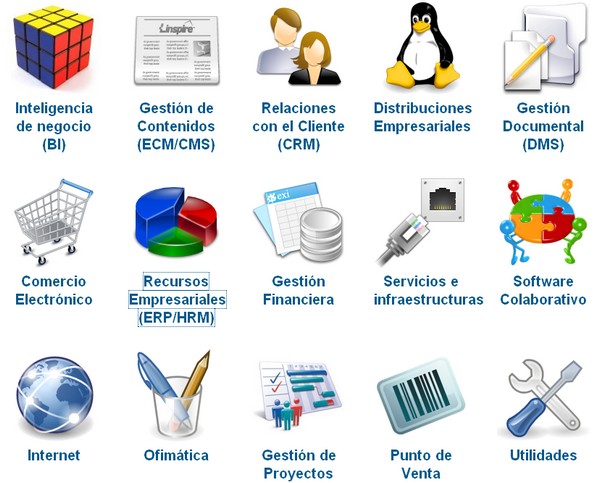 Linspire
Inteligencia
de negocio
(BI)
Gestión de
Contenidos
(ECM/CMS)
Relaciones
con el Cliente
(CRM)
Distribuciones
Empresariales
Gestión
Documental
(DMS)
cxi
Comercio
Electrónico
Recursos
Empresariales
(ERP/HRM)
Gestión
Financiera
Servicios e
infraestructuras
Software
Colaborativo
Internet
Ofimática
Gestión de
Proyectos
Punto de
Venta
Utilidades